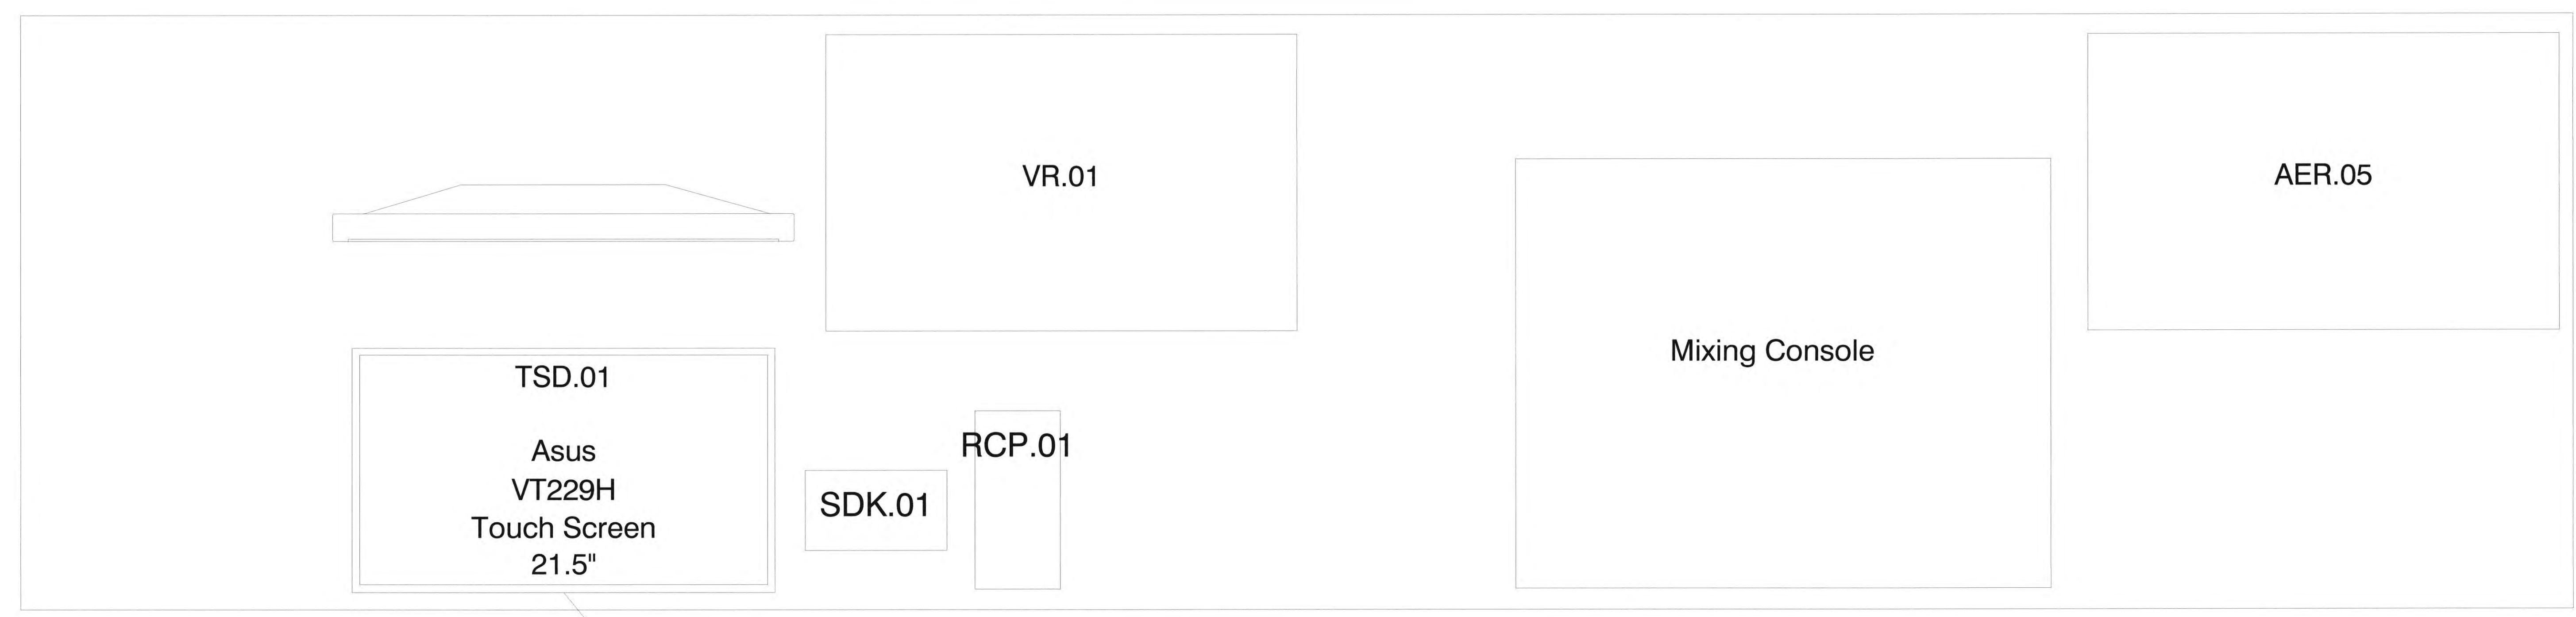 VR.01
AER.05
Mixing Console
TSD.01
Asus
VT229H
Touch Screen
21.5"
RCP.01
SDK.01